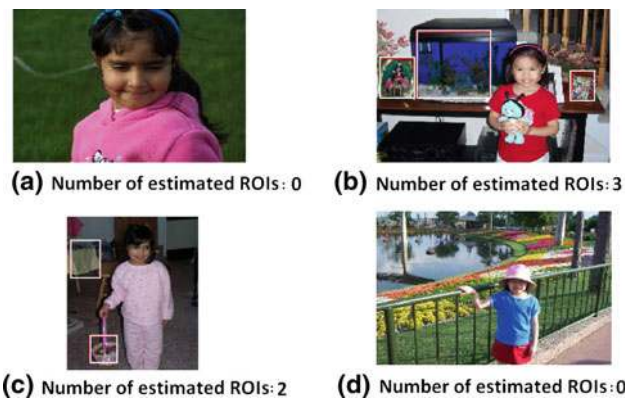 (a) Number of estimated ROIs: 0
(b) Number of estimated ROIs:3
(c) Number of estimated ROIs:2
(d) Number of estimated ROIs:0